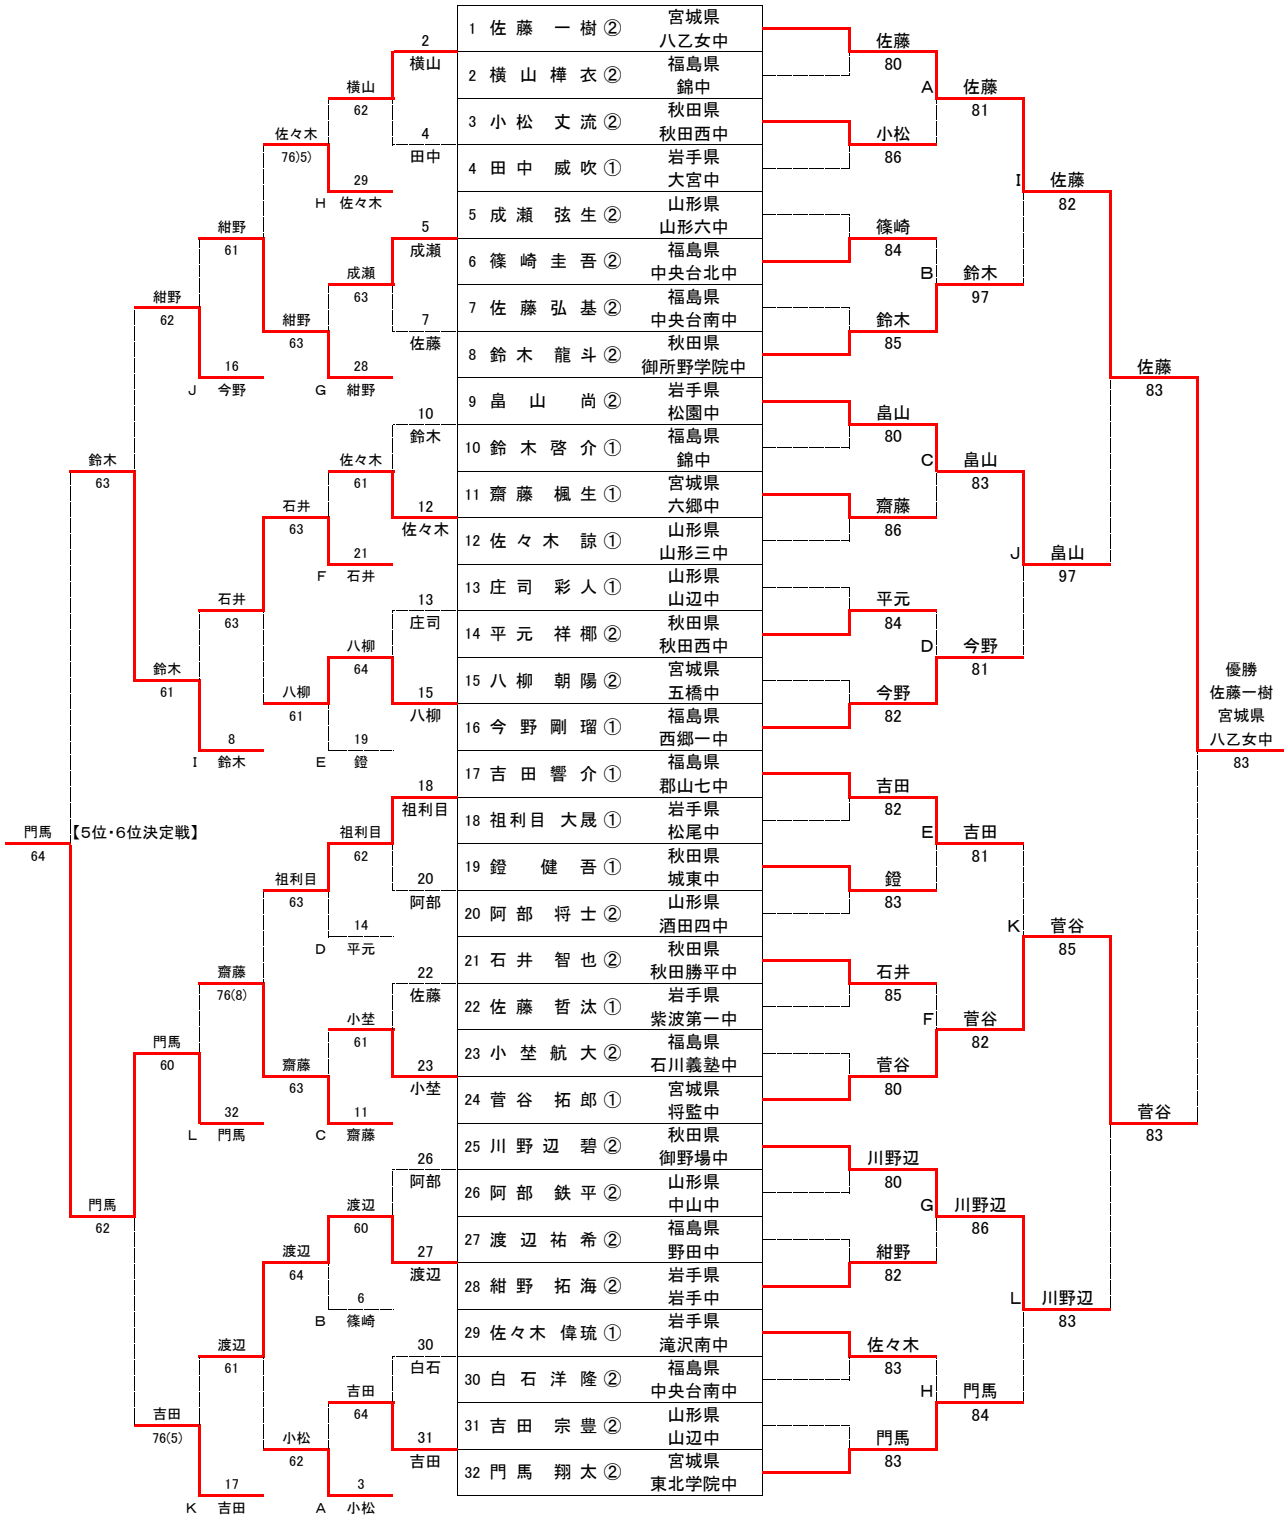 1 佐藤 一樹 ② 宮城県 八乙女中
2 横山樺衣 ② 福島県 錦中
3 小松 丈流 ② 秋田県 秋田西中
4 田中 威吹 ① 岩手県 大宮中
5 成瀬 弦生 ② 山形県 山形六中
6 篠崎圭吾 ② 福島県 中央台北中
7 佐藤弘基 ② 福島県 中央台南中
8 鈴木 龍斗 ② 秋田県 御所野学院中
9 畠山 尚 ② 岩手県 松園中
10 鈴木啓介 ① 福島県 錦中
11 齋藤 楓生 ① 宮城県 六郷中
12 佐々木 諒 ① 山形県 山形三中
13 庄司 彩人 ① 山形県 山辺中
14 平元 祥椰 ② 秋田県 秋田西中
15 八柳 朝陽 ② 宮城県 五橋中
16 今野剛瑠 ① 福島県 西郷一中
17 吉田響介 ① 福島県 郡山七中
18 祖利目 大晟 ① 岩手県 松尾中
19 鐙 健吾 ① 秋田県 城東中
20 阿部 将士 ② 山形県 酒田四中
21 石井 智也 ② 秋田県 秋田勝平中
22 佐藤 哲汰 ① 岩手県 紫波第一中
23 小埜航大 ② 福島県 石川義塾中
24 菅谷 拓郎 ① 宮城県 将監中
25 川野辺 碧 ② 秋田県 御野場中
26 阿部 鉄平 ② 山形県 中山中
27 渡辺祐希 ② 福島県 野田中
28 紺野 拓海 ② 岩手県 岩手中
29 佐々木 偉琉 ① 岩手県 滝沢南中
30 白石洋隆 ② 福島県 中央台南中
31 吉田 宗豊 ② 山形県 山辺中
32 門馬 翔太 ② 宮城県 東北学院中
佐藤
80
小松
86
篠崎
84
鈴木
85
畠山
80
齋藤
86
平元
84
今野
82
吉田
82
鐙
83
石井
85
菅谷
80
川野辺
80
紺野
82
佐々木
83
門馬
83
A 佐藤
81
B 鈴木
97
C 畠山
83
D 今野
81
E 吉田
81
F 菅谷
82
G 川野辺
86
H 門馬
84
I 佐藤
82
J 畠山
97
K 菅谷
85
L 川野辺
83
佐藤
83
菅谷
83
優勝
佐藤一樹
宮城県
八乙女中
83
2
横山
4
田中
5
成瀬
7
佐藤
10
鈴木
12
佐々木
13
庄司
15
八柳
18
祖利目
20
阿部
22
佐藤
23
小埜
26
阿部
27
渡辺
30
白石
31
吉田
横山
62
29
H 佐々木
成瀬
63
28
G 紺野
佐々木
61
21
F 石井
八柳
64
19
E 鐙
祖利目
62
14
D 平元
小埜
61
11
C 齋藤
渡辺
60
6
B 篠崎
吉田
64
3
A 小松
佐々木
76)5)
紺野
63
石井
63
八柳
61
祖利目
63
齋藤
63
渡辺
64
小松
62
紺野
61
16
J 今野
石井
63
8
I 鈴木
齋藤
76(8)
32
L 門馬
渡辺
61
17
K 吉田
紺野
62
鈴木
61
門馬
60
吉田
76(5)
鈴木
63
門馬
62
門馬
64
【5位・6位決定戦】